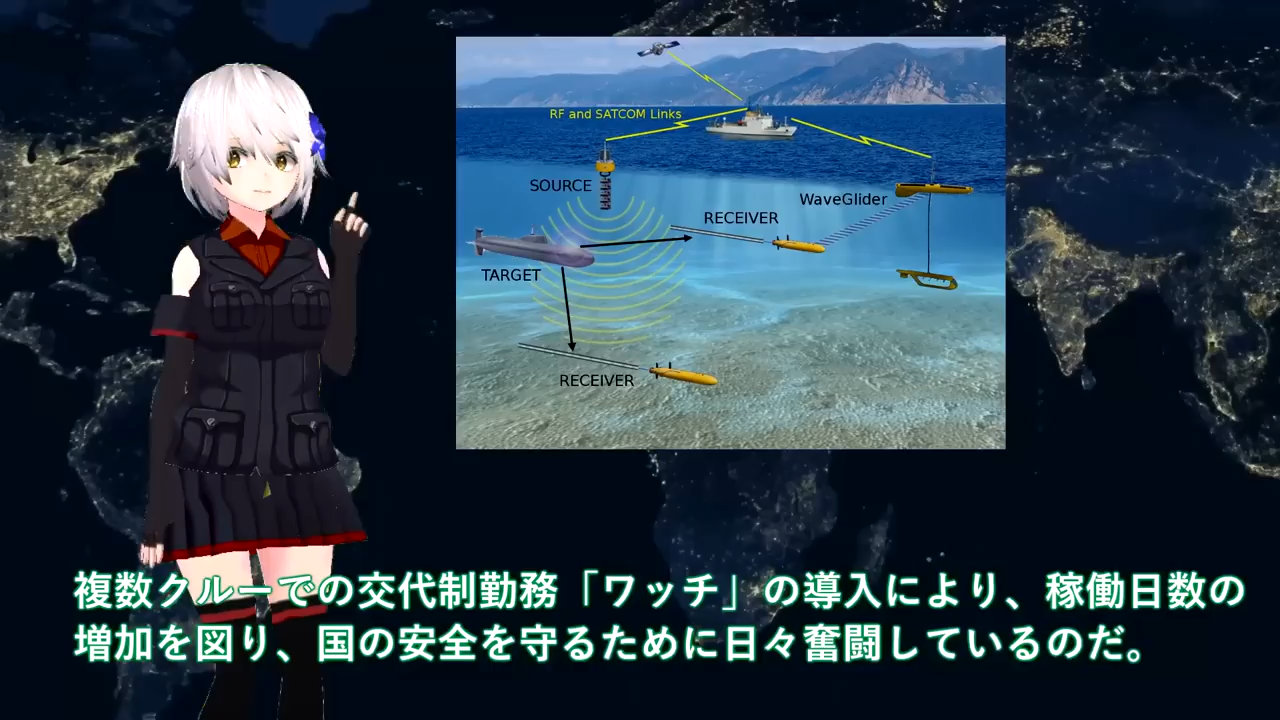 RF and SATCOM Links
SOURCE
WaveGlider
RECEIVER
TARGET
RECEIVER
複数クルーでの交代制勤務「ワッチ」の導入により、稼働日数の
増加を図り、国の安全を守るために日々奮闘しているのだ。